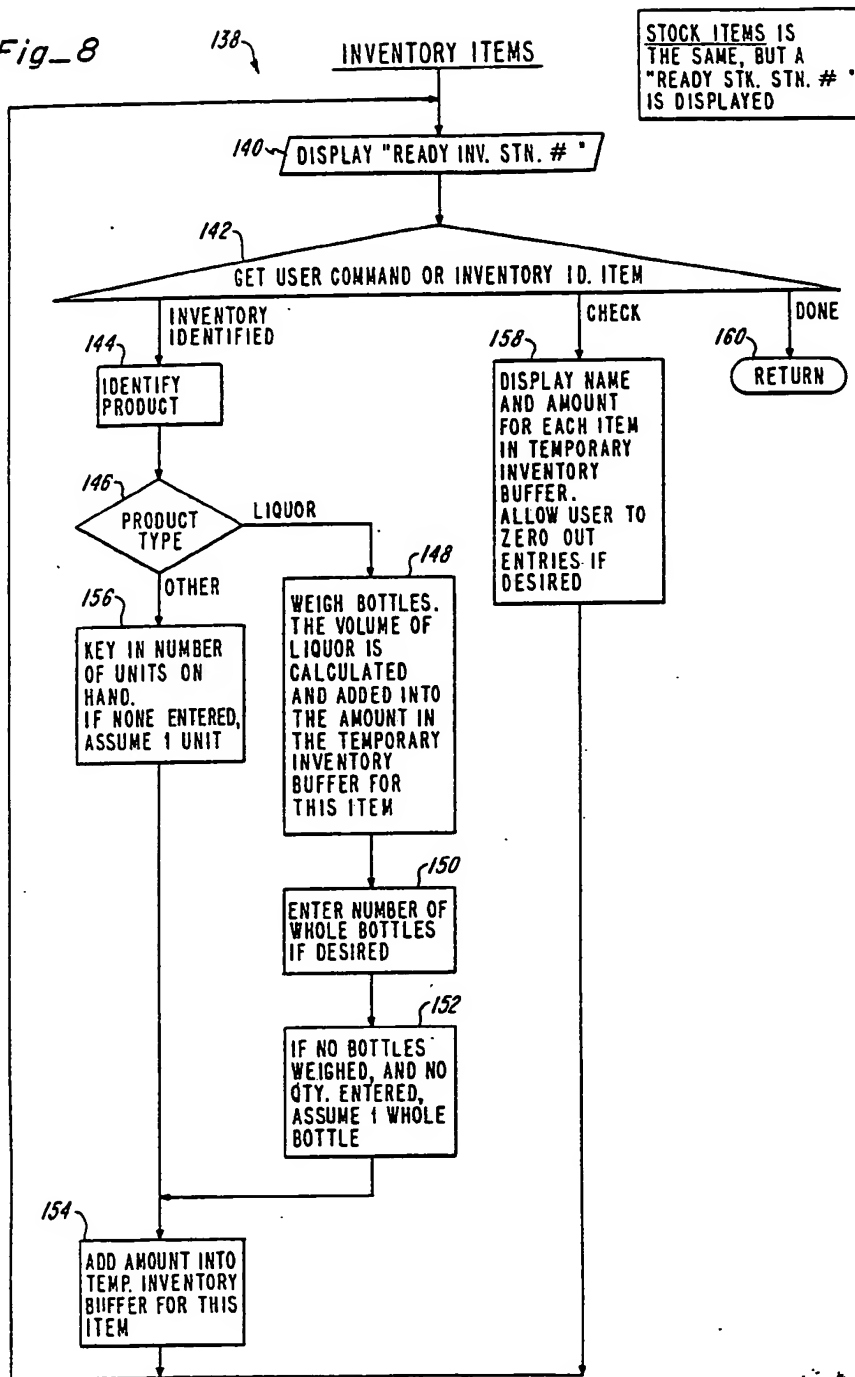 Fig_8
138
INVENTORY ITEMS
STOCK ITEMS IS
THE SAME, BUT A
"READY STK. STN. # "
IS DISPLAYED
140
DISPLAY "READY INV. STN. # "
142
GET USER COMMAND OR INVENTORY ID. ITEM
INVENTORY
IDENTIFIED
CHECK
DONE
144
IDENTIFY
PRODUCT
158
DISPLAY NAME
AND AMOUNT
FOR EACH ITEM
IN TEMPORARY
INVENTORY
BUFFER.
ALLOW USER TO
ZERO OUT
ENTRIES IF
DESIRED
160
RETURN
146
PRODUCT
TYPE
LIQUOR
OTHER
148
WEIGH BOTTLES.
THE VOLUME OF
LIQUOR IS
CALCULATED
AND ADDED INTO
THE AMOUNT IN
THE TEMPORARY
INVENTORY
BUFFER FOR
THIS ITEM
156
KEY IN NUMBER
OF UNITS ON
HAND.
IF NONE ENTERED,
ASSUME 1 UNIT
150
ENTER NUMBER OF
WHOLE BOTTLES
IF DESIRED
152
IF NO BOTTLES
WEIGHED, AND NO
QTY. ENTERED,
ASSUME 1 WHOLE
BOTTLE
154
ADD AMOUNT INTO
TEMP. INVENTORY
BUFFER FOR THIS
ITEM